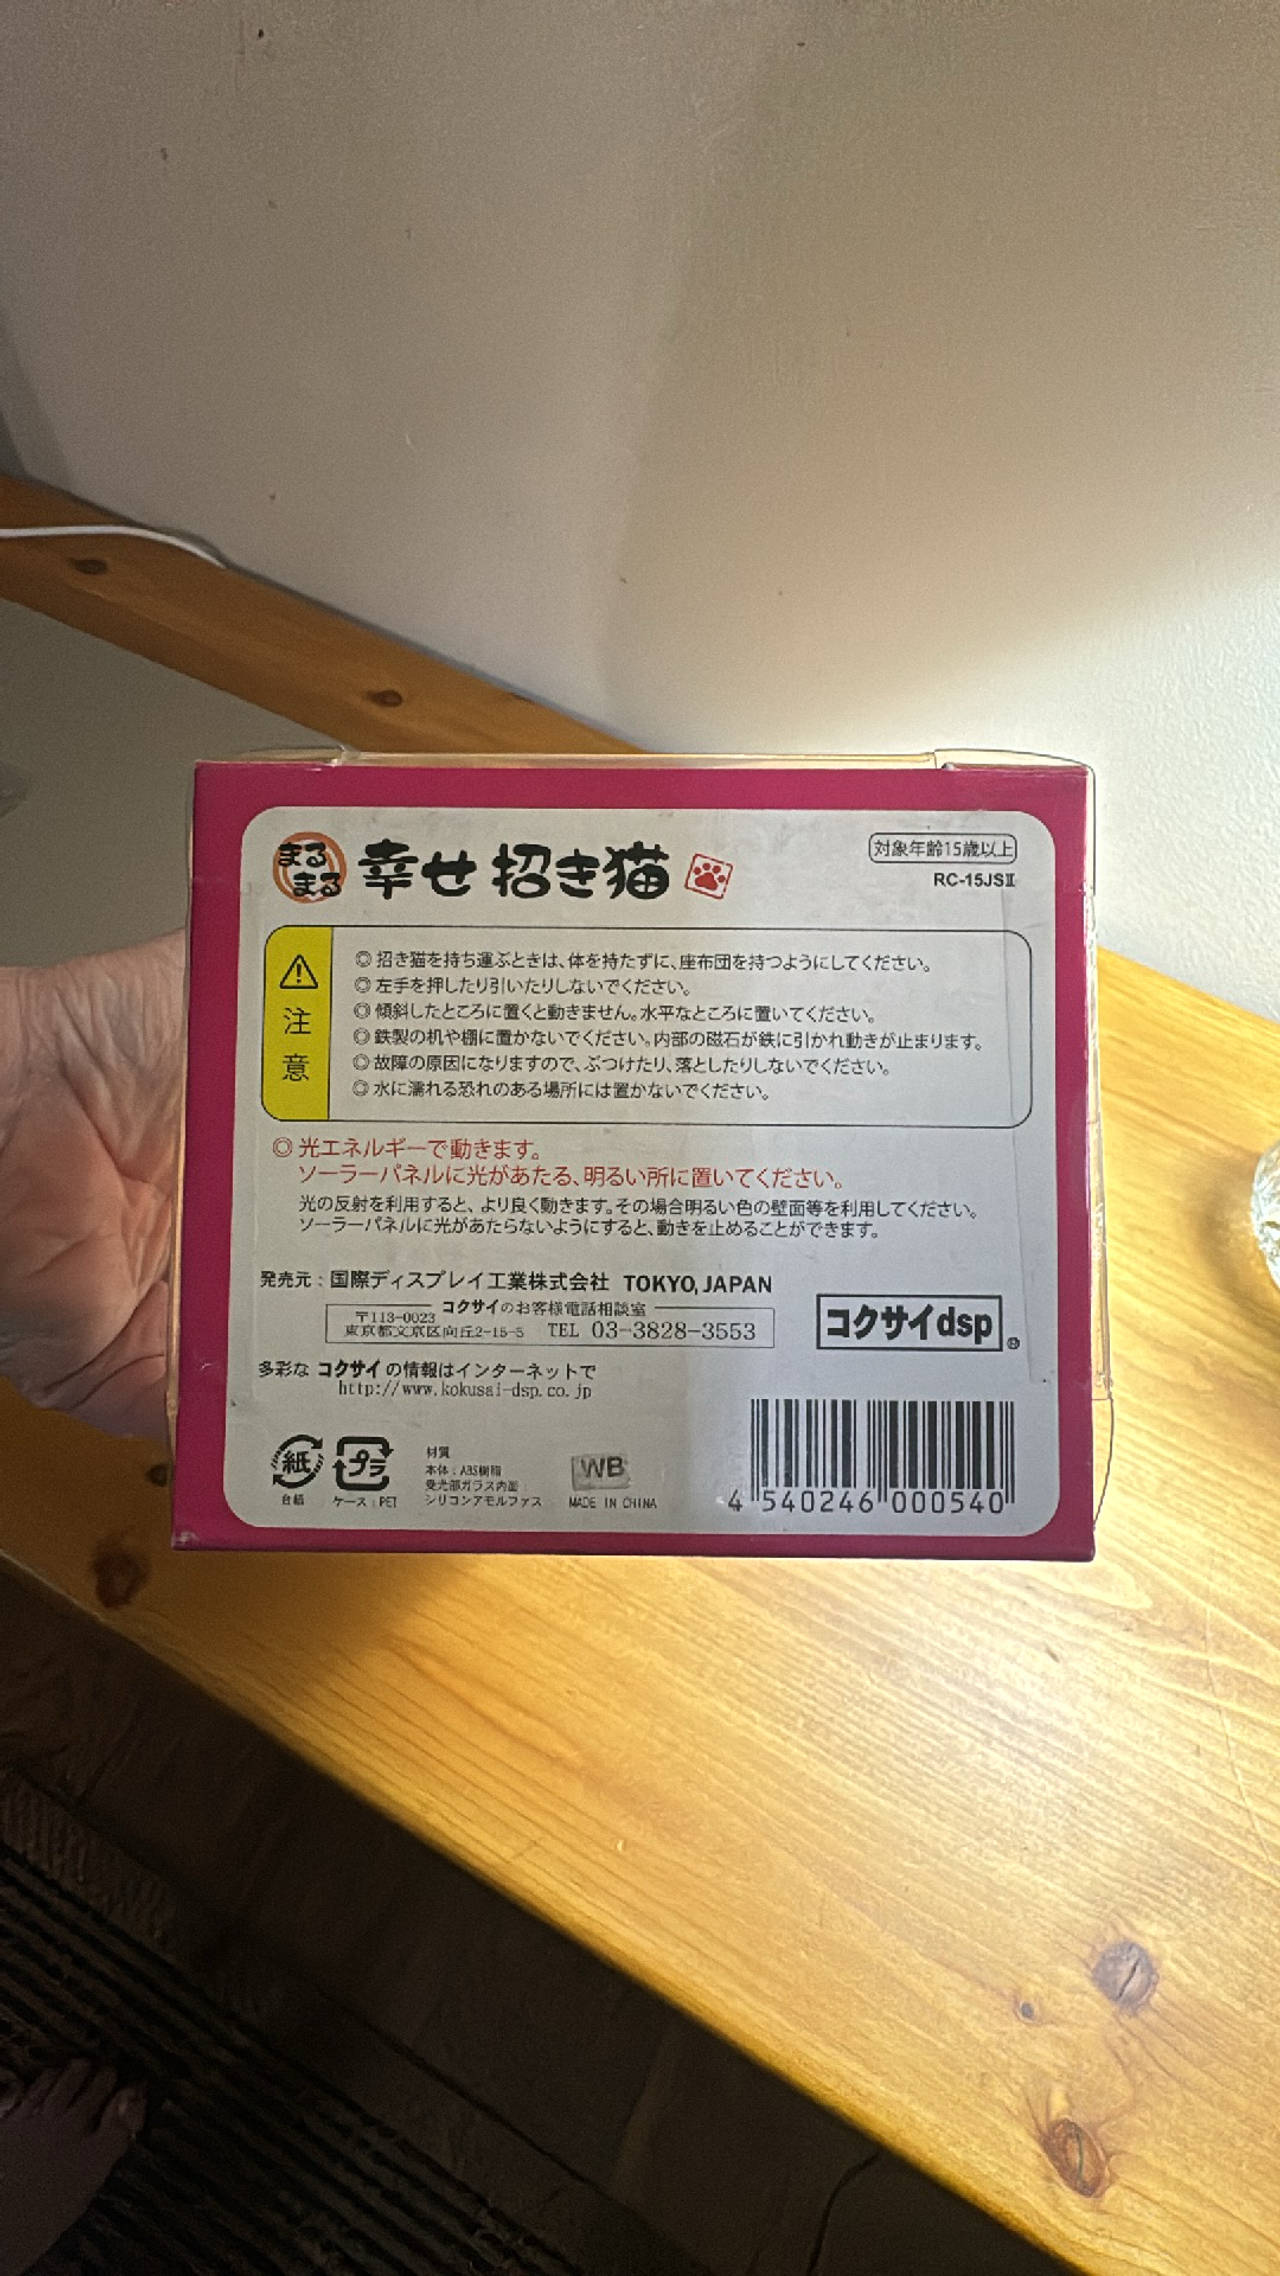 まる
まる
幸せ 招き猫
対象年齢15歳以上
RC-15JSⅡ
注
意
◎招き猫を持ち運ぶときは、体を持たずに、座布団を持つようにしてください。
◎左手を押したり引いたりしないでください。
◎傾斜したところに置くと動きません。水平なところに置いてください。
◎鉄製の机や棚に置かないでください。内部の磁石が鉄に引かれ動きが止まります。
◎故障の原因になりますので、ぶつけたり、落としたりしないでください。
◎水に濡れる恐れのある場所には置かないでください。
◎光エネルギーで動きます。
ソーラーパネルに光があたる、明るい所に置いてください。
光の反射を利用すると、より良く動きます。その場合明るい色の壁面等を利用してください。
ソーラーパネルに光があたらないようにすると、動きを止めることができます。
発売元：国際ディスプレイ工業株式会社 TOKYO, JAPAN
コクサイのお客様電話相談室
〒113-0023
東京都文京区向丘2-15-5 TEL 03-3828-3553
コクサイdsp®
多彩な コクサイ の情報はインターネットで
http://www.kokusai-dsp.co.jp
紙
台紙
プラ
ケース：PET
材質
本体：ABS樹脂
受光部ガラス内面
シリコンアモルファス
WB
MADE IN CHINA
4 540246 000540